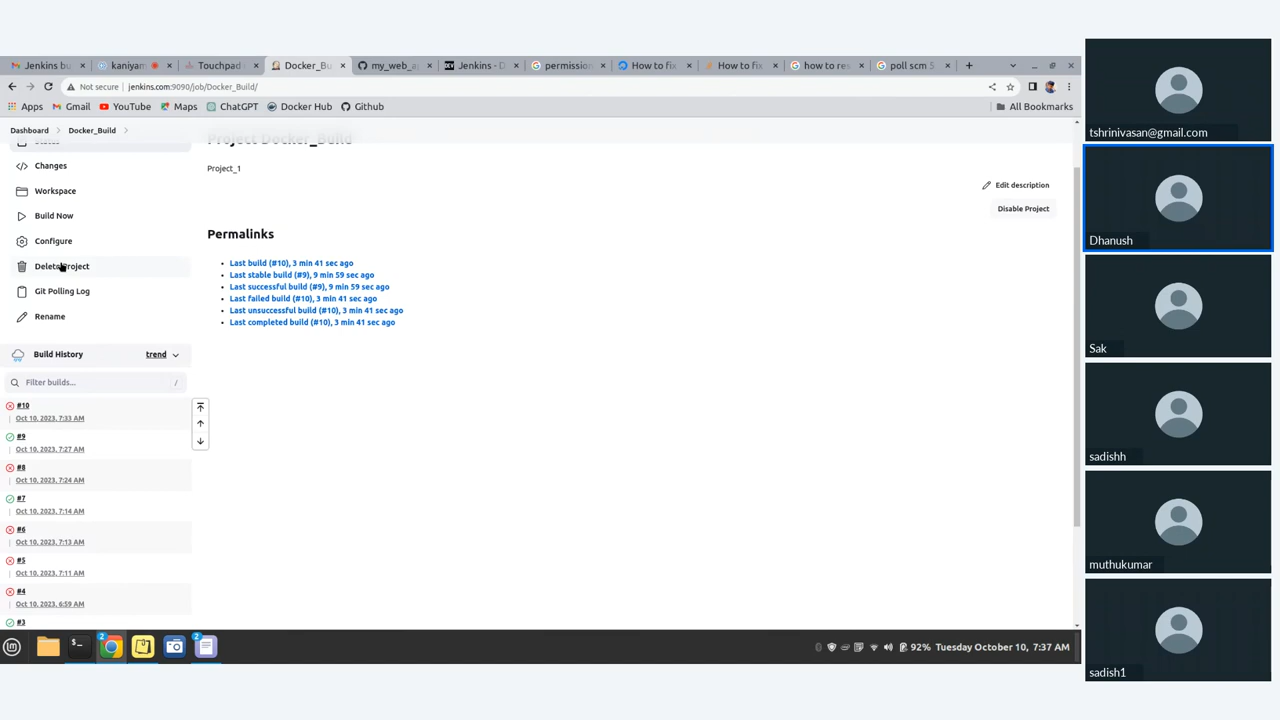 Jenkins bu
kaniyam
Touchpad
Docker_Bu
my_web_a
Jenkins - D
permission
How to fix
How to fix
how to res
poll scm 5
Not secure
jenkins.com:9090/job/Docker_Build/
Apps
Gmail
YouTube
Maps
ChatGPT
Docker Hub
Github
All Bookmarks
Dashboard
Docker_Build
Status
Changes
Workspace
Build Now
Configure
Delete Project
Git Polling Log
Rename
Build History
trend
Filter builds...
/
#10
Oct 10, 2023, 7:33 AM
#9
Oct 10, 2023, 7:27 AM
#8
Oct 10, 2023, 7:24 AM
#7
Oct 10, 2023, 7:14 AM
#6
Oct 10, 2023, 7:13 AM
#5
Oct 10, 2023, 7:11 AM
#4
Oct 10, 2023, 6:59 AM
#3
Project Docker_Build
Project_1
Edit description
Disable Project
Permalinks
Last build (#10), 3 min 41 sec ago
Last stable build (#9), 9 min 59 sec ago
Last successful build (#9), 9 min 59 sec ago
Last failed build (#10), 3 min 41 sec ago
Last unsuccessful build (#10), 3 min 41 sec ago
Last completed build (#10), 3 min 41 sec ago
2
2
92%
Tuesday October 10, 7:37 AM
tshrinivasan@gmail.com
Dhanush
Sak
sadishh
muthukumar
sadish1